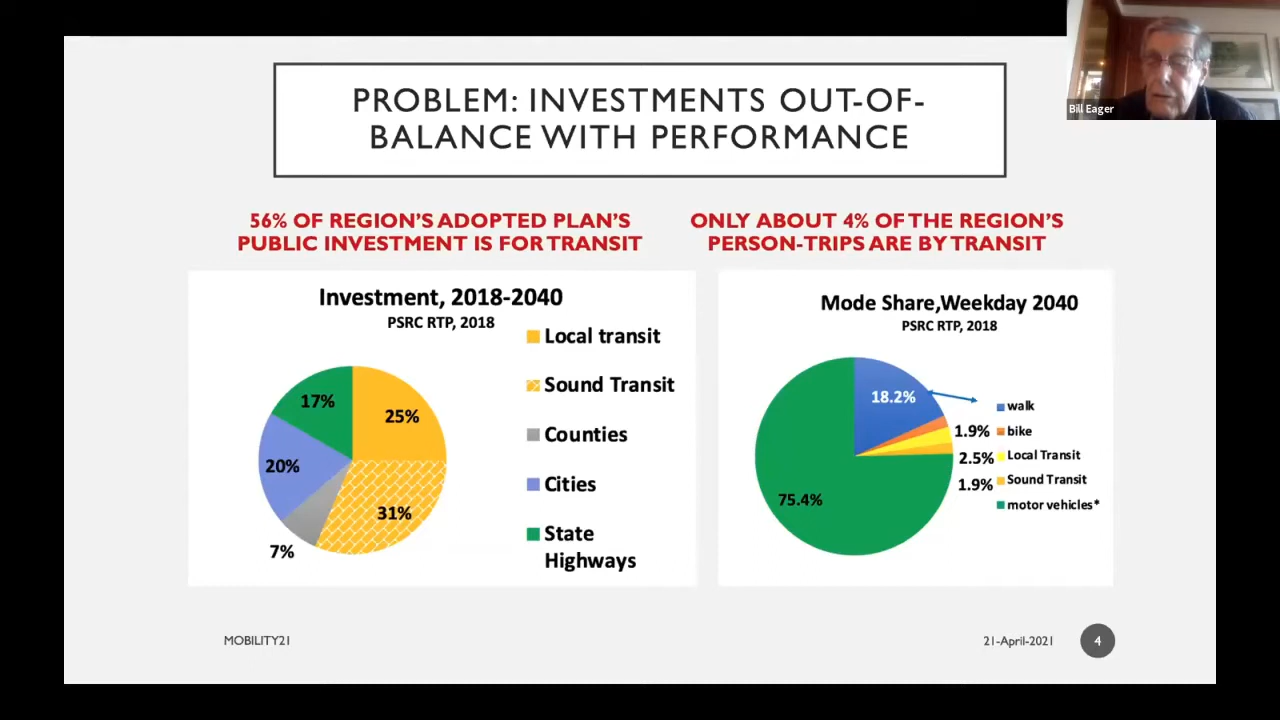 Bill Eager
PROBLEM: INVESTMENTS OUT-OF-
BALANCE WITH PERFORMANCE
56% OF REGION'S ADOPTED PLAN'S
PUBLIC INVESTMENT IS FOR TRANSIT
ONLY ABOUT 4% OF THE REGION'S
PERSON-TRIPS ARE BY TRANSIT
Investment, 2018-2040
PSRC RTP, 2018
17%
25%
20%
31%
7%
Local transit
Sound Transit
Counties
Cities
State
Highways
Mode Share,Weekday 2040
PSRC RTP, 2018
18.2%
1.9%
2.5%
1.9%
75.4%
walk
bike
Local Transit
Sound Transit
motor vehicles*
MOBILITY21
21-April-2021
4